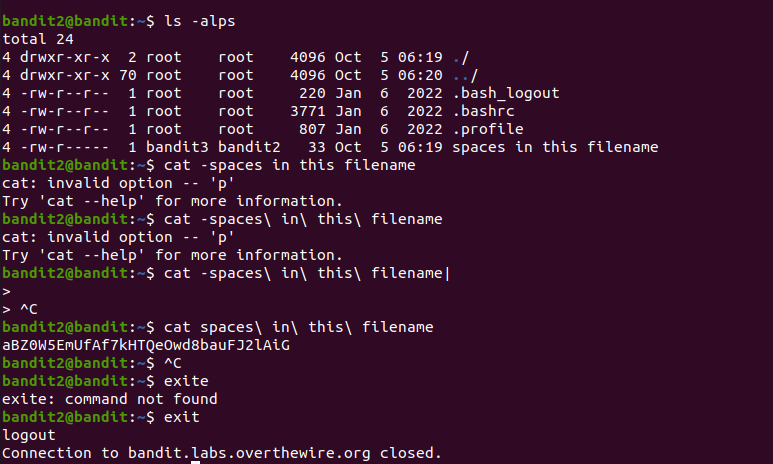 bandit2@bandit:~$ ls -alps
total 24
4 drwxr-xr-x  2 root    root    4096 Oct  5 06:19 ./
4 drwxr-xr-x 70 root    root    4096 Oct  5 06:20 ../
4 -rw-r--r--  1 root    root     220 Jan  6  2022 .bash_logout
4 -rw-r--r--  1 root    root    3771 Jan  6  2022 .bashrc
4 -rw-r--r--  1 root    root     807 Jan  6  2022 .profile
4 -rw-r-----  1 bandit3 bandit2   33 Oct  5 06:19 spaces in this filename
bandit2@bandit:~$ cat -spaces in this filename
cat: invalid option -- 'p'
Try 'cat --help' for more information.
bandit2@bandit:~$ cat -spaces\ in\ this\ filename
cat: invalid option -- 'p'
Try 'cat --help' for more information.
bandit2@bandit:~$ cat -spaces\ in\ this\ filename|
>
> ^C
bandit2@bandit:~$ cat spaces\ in\ this\ filename
aBZ0W5EmUfAf7kHTQeOwd8bauFJ2lAiG
bandit2@bandit:~$ ^C
bandit2@bandit:~$ exite
exite: command not found
bandit2@bandit:~$ exit
logout
Connection to bandit.labs.overthewire.org closed.